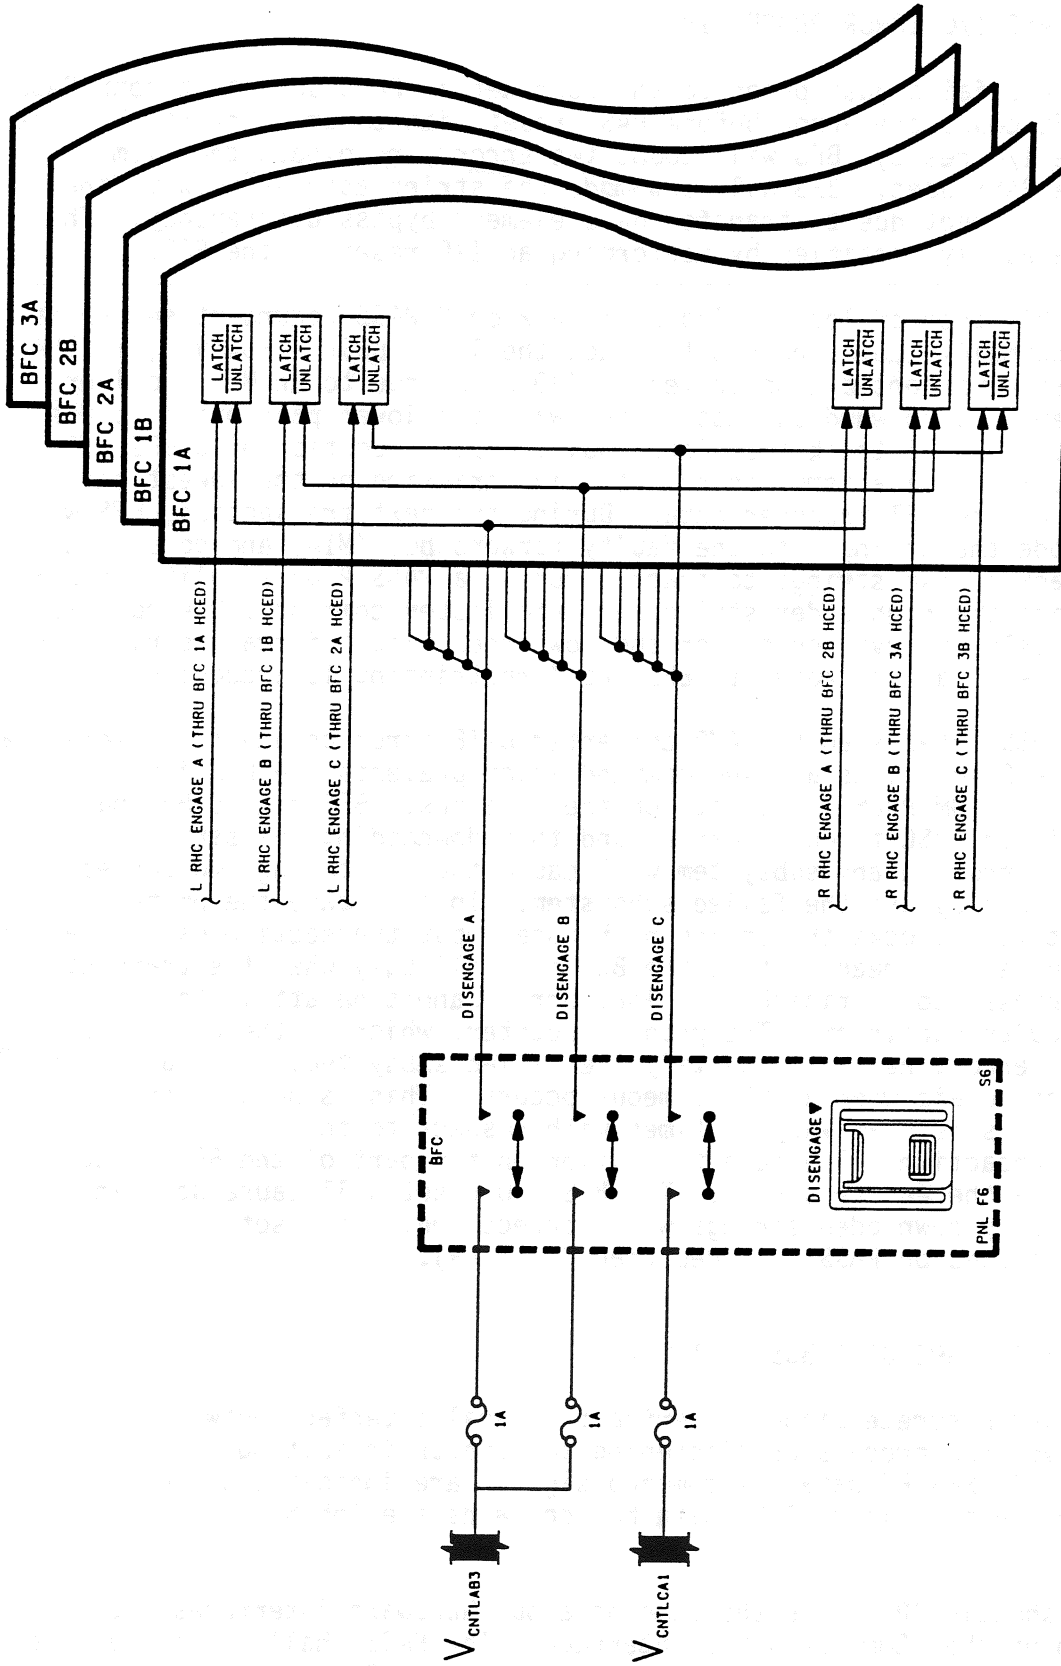 BFC 3A
BFC 2B
BFC 2A
BFC 1B
BFC 1A
L RHC ENGAGE A (THRU BFC 1A HCED)
LATCH
UNLATCH
L RHC ENGAGE B (THRU BFC 1B HCED)
LATCH
UNLATCH
L RHC ENGAGE C (THRU BFC 2A HCED)
LATCH
UNLATCH
VCNTLAB3
1A
1A
BFC
DISENGAGE A
DISENGAGE B
VCNTLCA1
1A
DISENGAGE C
DISENGAGE
PNL F6
S6
R RHC ENGAGE A (THRU BFC 2B HCED)
LATCH
UNLATCH
R RHC ENGAGE B (THRU BFC 3A HCED)
LATCH
UNLATCH
R RHC ENGAGE C (THRU BFC 3B HCED)
LATCH
UNLATCH